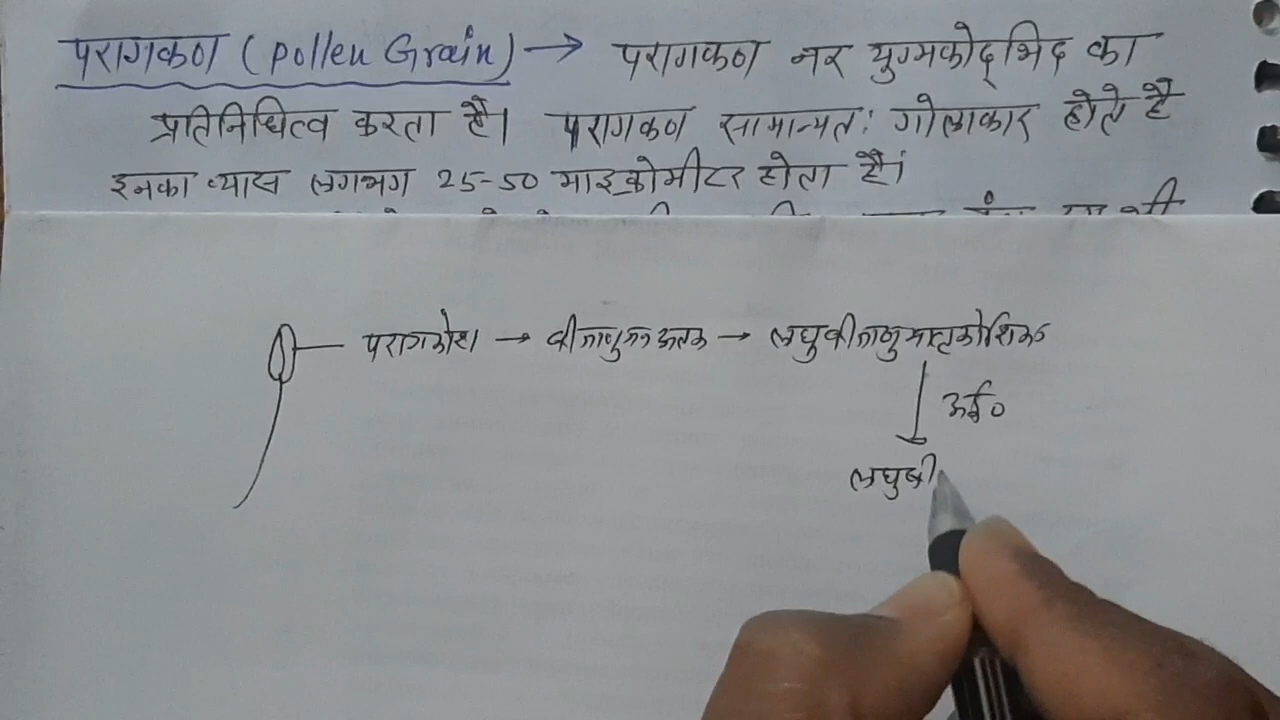 परागकण (Pollen Grain) → परागकण नर युग्मकोद्भिद का
प्रतिनिधित्व करता है। परागकण सामान्यतः गोलाकार होते है
इनका व्यास लगभग 25-50 माइक्रोमीटर होता है।
परागकोश → बीजाणुजन ऊतक → लघुबीजाणुमातृकोशिका
अर्द्ध०
लघुबी